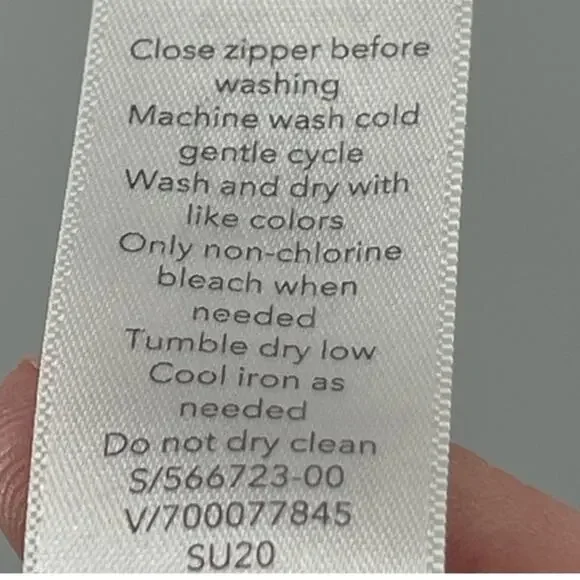 Close zipper before
washing
Machine wash cold
gentle cycle
Wash and dry with
like colors
Only non-chlorine
bleach when
needed
Tumble dry low
Cool iron as
needed
Do not dry clean
S/566723-00
V/700077845
SU20